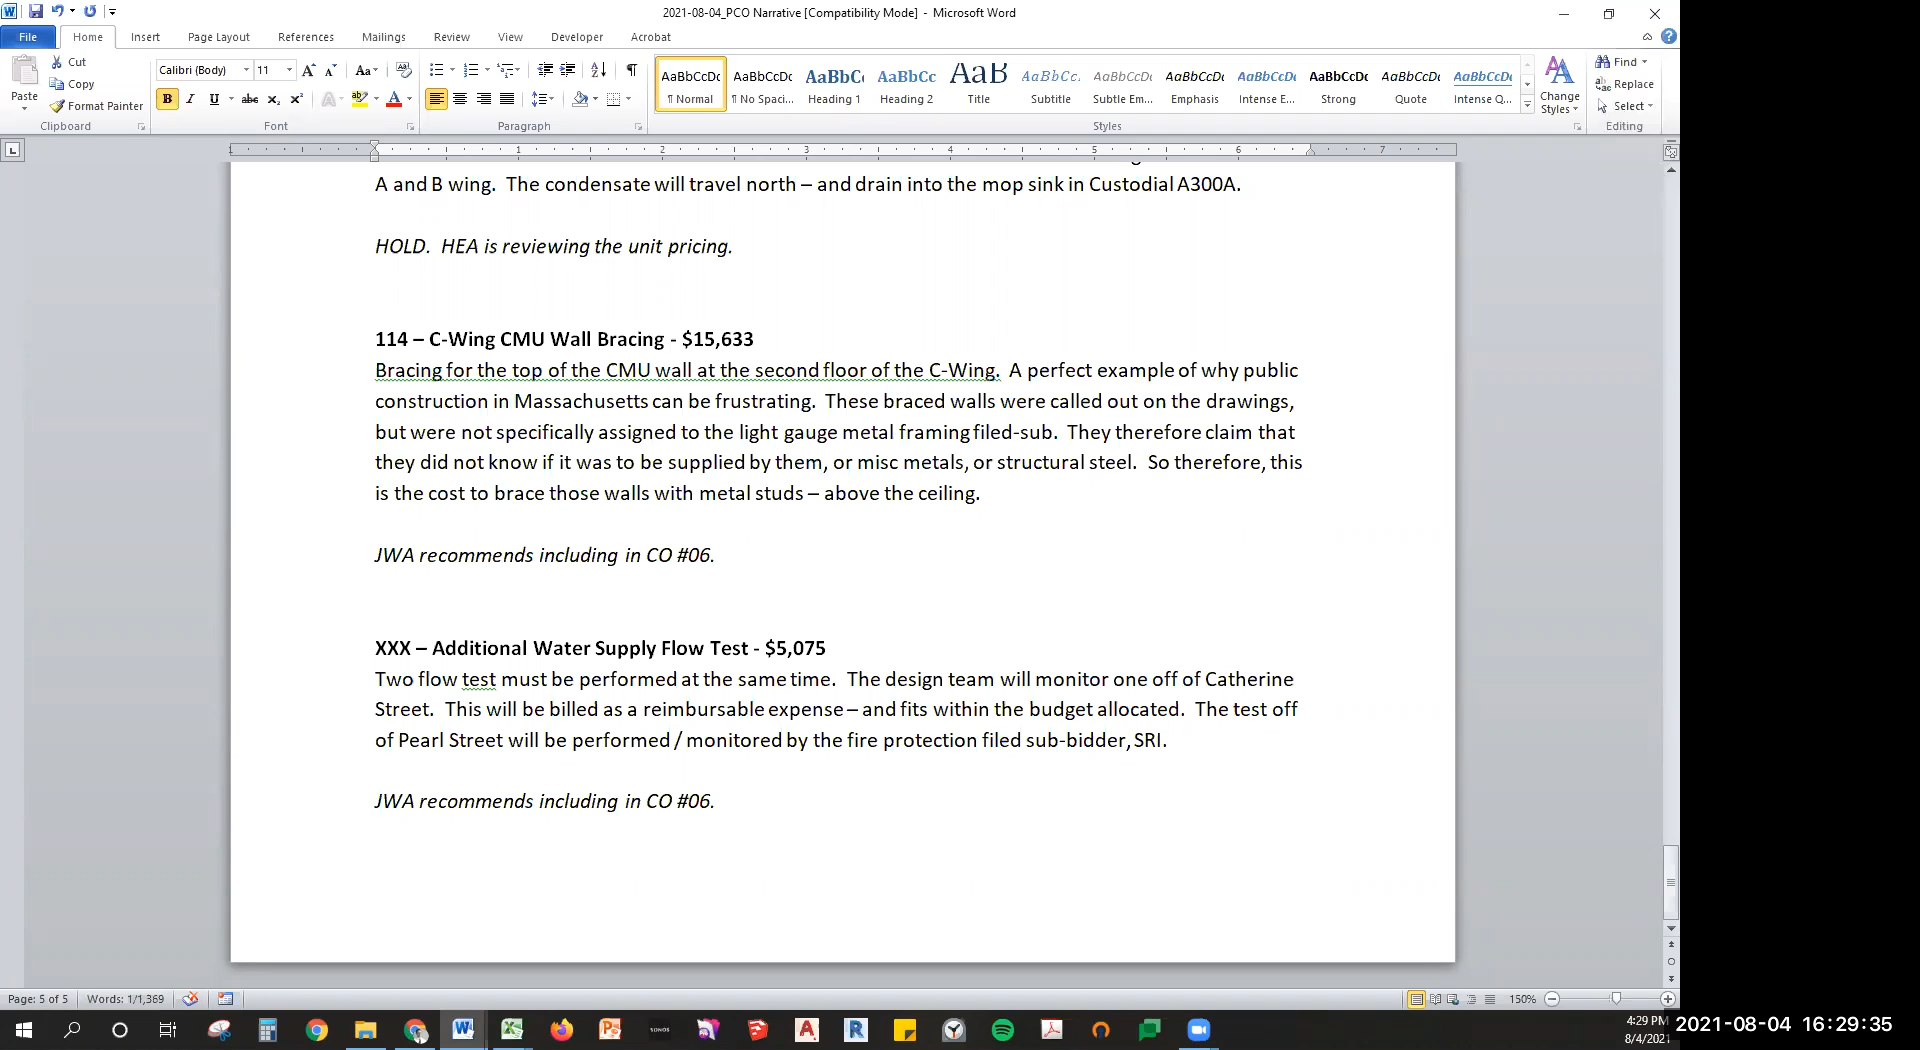 2021-08-04_PCO Narrative [Compatibility Mode] - Microsoft Word
File Home Insert Page Layout References Mailings Review View Developer Acrobat
Paste Cut Copy Format Painter Clipboard
Calibri (Body) 11 Font
Paragraph
AaBbCcDc ¶ Normal
AaBbCcDc ¶ No Spaci...
AaBbCc Heading 1
AaBbCc Heading 2
AaB Title
AaBbCc. Subtitle
AaBbCcDc Subtle Em...
AaBbCcDc Emphasis
AaBbCcDc Intense E...
AaBbCcDc Strong
AaBbCcDc Quote
AaBbCcDc Intense Q...
Change Styles
Styles
Find Replace Select Editing
1 1 2 3 4 5 6 7
A and B wing. The condensate will travel north – and drain into the mop sink in Custodial A300A.
HOLD. HEA is reviewing the unit pricing.
114 – C-Wing CMU Wall Bracing - $15,633
Bracing for the top of the CMU wall at the second floor of the C-Wing. A perfect example of why public
construction in Massachusetts can be frustrating. These braced walls were called out on the drawings,
but were not specifically assigned to the light gauge metal framing filed-sub. They therefore claim that
they did not know if it was to be supplied by them, or misc metals, or structural steel. So therefore, this
is the cost to brace those walls with metal studs – above the ceiling.
JWA recommends including in CO #06.
XXX – Additional Water Supply Flow Test - $5,075
Two flow test must be performed at the same time. The design team will monitor one off of Catherine
Street. This will be billed as a reimbursable expense – and fits within the budget allocated. The test off
of Pearl Street will be performed / monitored by the fire protection filed sub-bidder, SRI.
JWA recommends including in CO #06.
Page: 5 of 5 Words: 1/1,369 150%
SONOS
4:29 PM
8/4/2021
2021-08-04 16:29:35